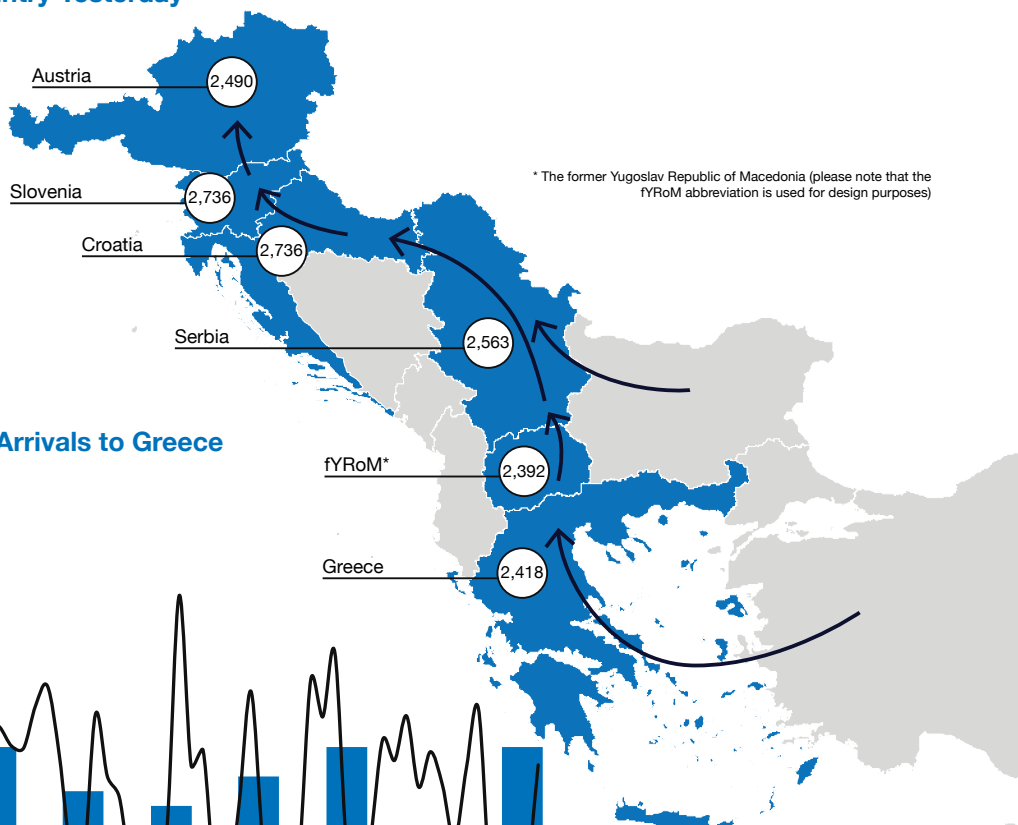 Yesterday
Austria
2,490
* The former Yugoslav Republic of Macedonia (please note that the
fYRoM abbreviation is used for design purposes)
Slovenia
2,736
Croatia
2,736
Serbia
2,563
Arrivals to Greece
fYRoM*
2,392
Greece
2,418